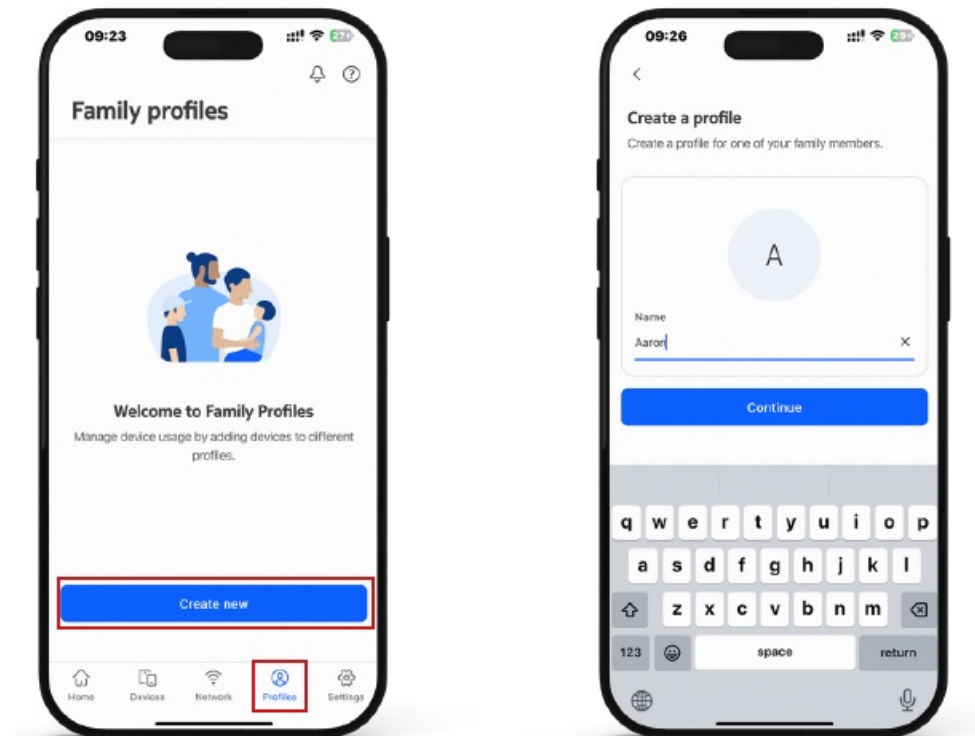 09:23
27
Family profiles
Welcome to Family Profiles
Manage device usage by adding devices to different
profiles.
Create new
Home
Devices
Network
Profiles
Settings
09:26
Create a profile
Create a profile for one of your family members.
A
Name
Aaron
Continue
q w e r t y u i o p
a s d f g h j k l
z x c v b n m
123
space
return